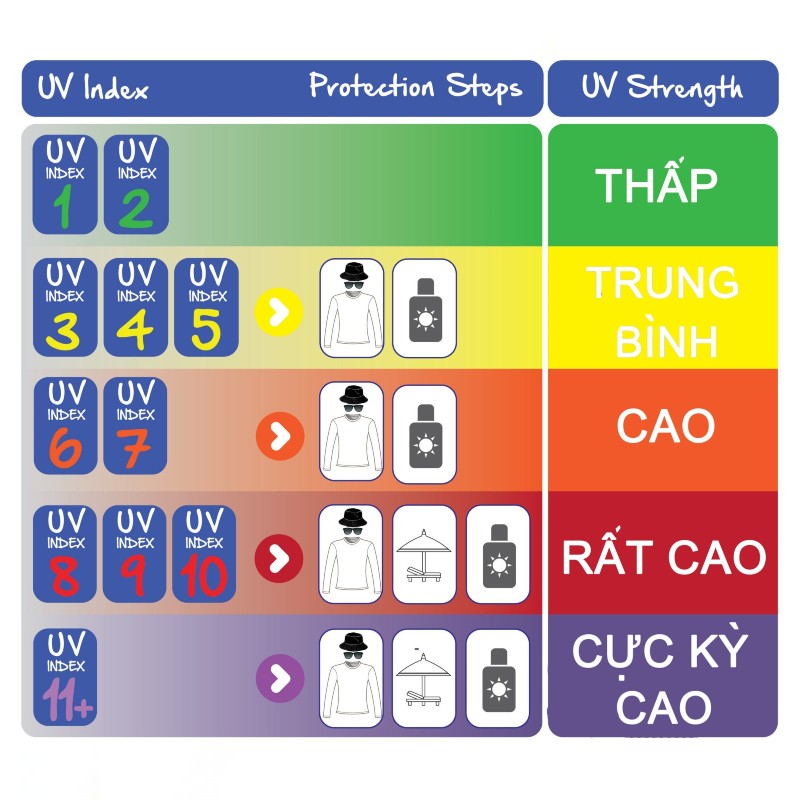 UV Index Protection Steps UV Strength
UV INDEX 1
UV INDEX 2
THẤP
UV INDEX 3
UV INDEX 4
UV INDEX 5
TRUNG
BÌNH
UV INDEX 6
UV INDEX 7
CAO
UV INDEX 8
UV INDEX 9
UV INDEX 10
RẤT CAO
UV INDEX 11+
CỰC KỲ
CAO